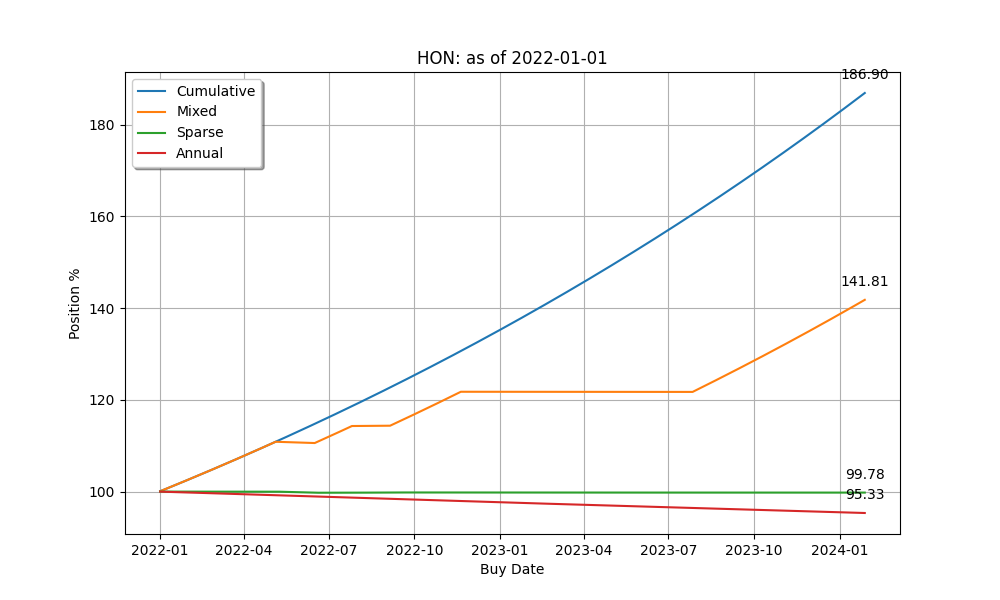 HON: as of 2022-01-01
186.90
Cumulative
Mixed
Sparse
Annual
180
160
141.81
140
120
99.78
100
95.33
Position %
2022-01 2022-04 2022-07 2022-10 2023-01 2023-04 2023-07 2023-10 2024-01
Buy Date